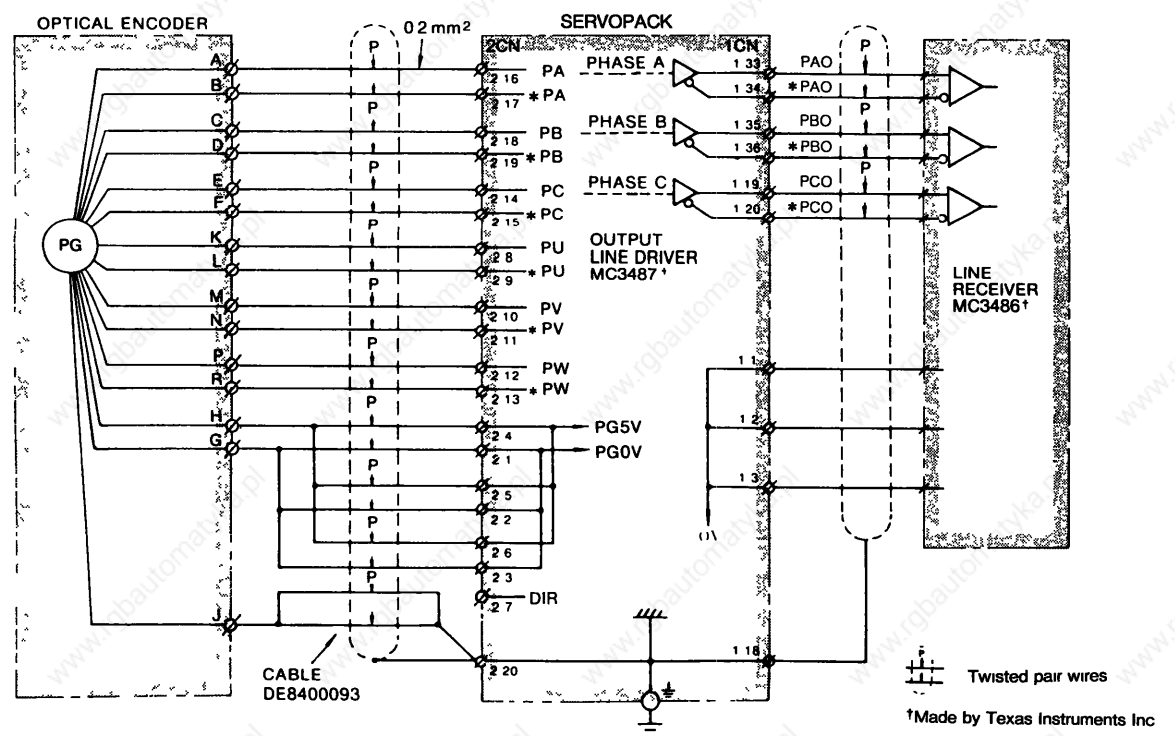 OPTICAL ENCODER
0 2 mm²
SERVOPACK
2CN
1CN
A
P
2 16
PA
PHASE A
1 33
PAO
P
B
2 17
*PA
1 34
*PAO
P
P
C
2 18
PB
PHASE B
1 35
PBO
D
2 19
*PB
1 36
*PBO
P
P
E
2 14
PC
PHASE C
1 19
PCO
F
2 15
*PC
1 20
*PCO
P
PG
K
2 8
PU
OUTPUT
LINE DRIVER
MC3487†
L
2 9
*PU
P
LINE
RECEIVER
MC3486†
M
2 10
PV
N
2 11
*PV
P
P
2 12
PW
1 1
R
2 13
*PW
P
H
2 4
PG5V
1 2
G
2 1
PG0V
P
2 5
1 3
P
2 2
2 6
P
2 3
P
2 7
DIR
J
CABLE
DE8400093
2 20
1 18
P
Twisted pair wires
†Made by Texas Instruments Inc
www.rgbautomatyka.pl